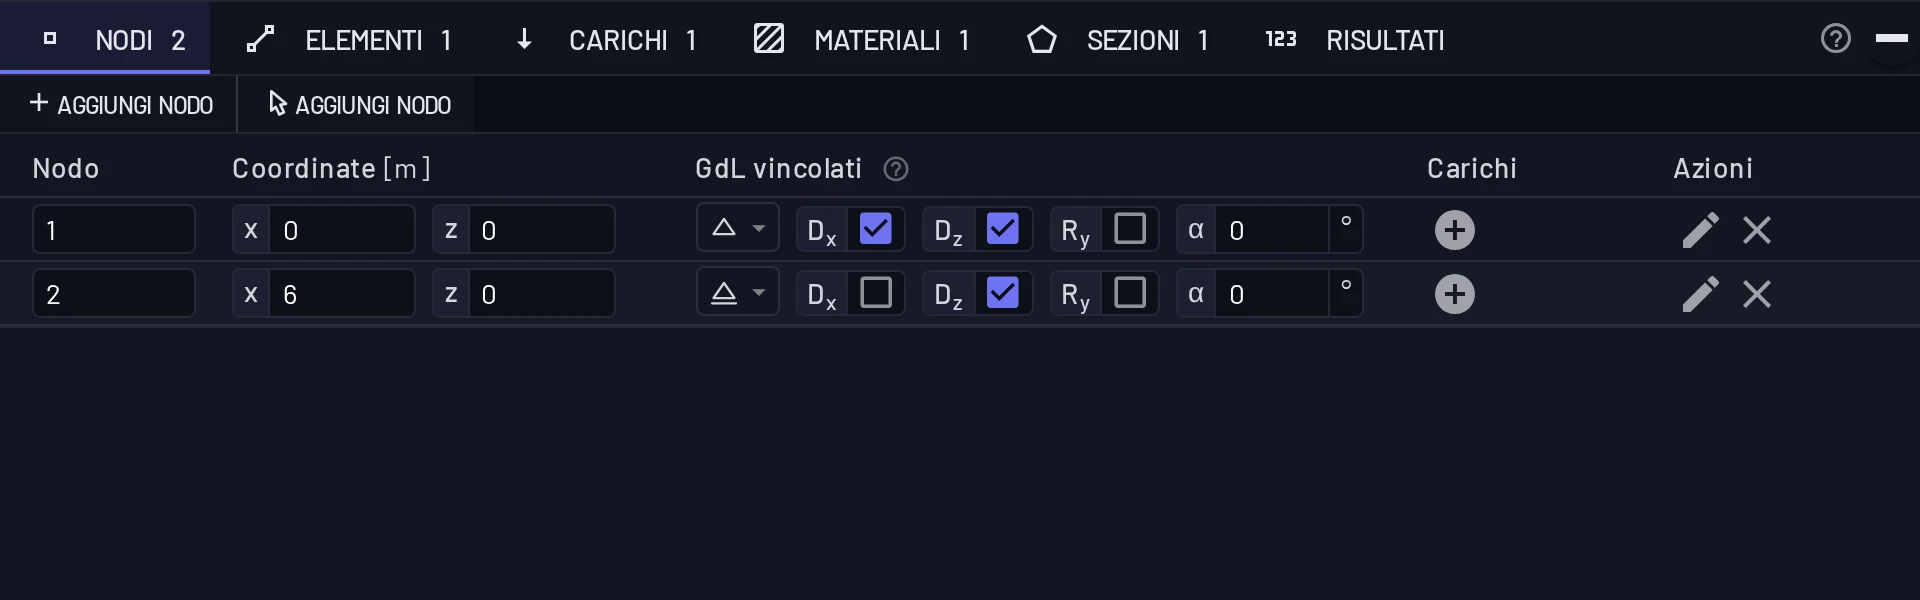 NODI 2 ELEMENTI 1 CARICHI 1 MATERIALI 1 SEZIONI 1 123 RISULTATI ?
+ AGGIUNGI NODO AGGIUNGI NODO
Nodo Coordinate [m] GdL vincolati ? Carichi Azioni
1 x 0 z 0 Dx Dz Ry α 0 °
2 x 6 z 0 Dx Dz Ry α 0 °